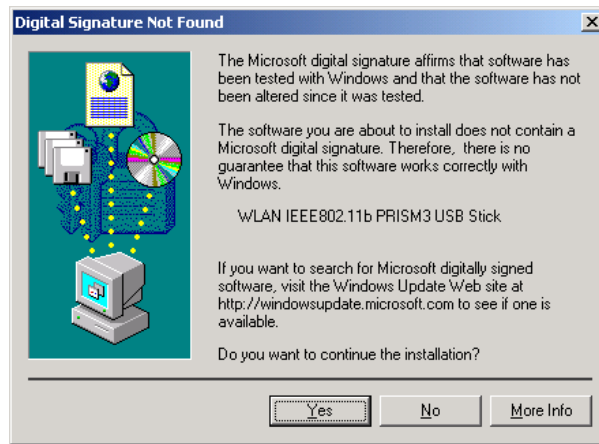 Digital Signature Not Found
The Microsoft digital signature affirms that software has
been tested with Windows and that the software has not
been altered since it was tested.
The software you are about to install does not contain a
Microsoft digital signature. Therefore, there is no
guarantee that this software works correctly with
Windows.
WLAN IEEE802.11b PRISM3 USB Stick
If you want to search for Microsoft digitally signed
software, visit the Windows Update Web site at
http://windowsupdate.microsoft.com to see if one is
available.
Do you want to continue the installation?
Yes No More Info